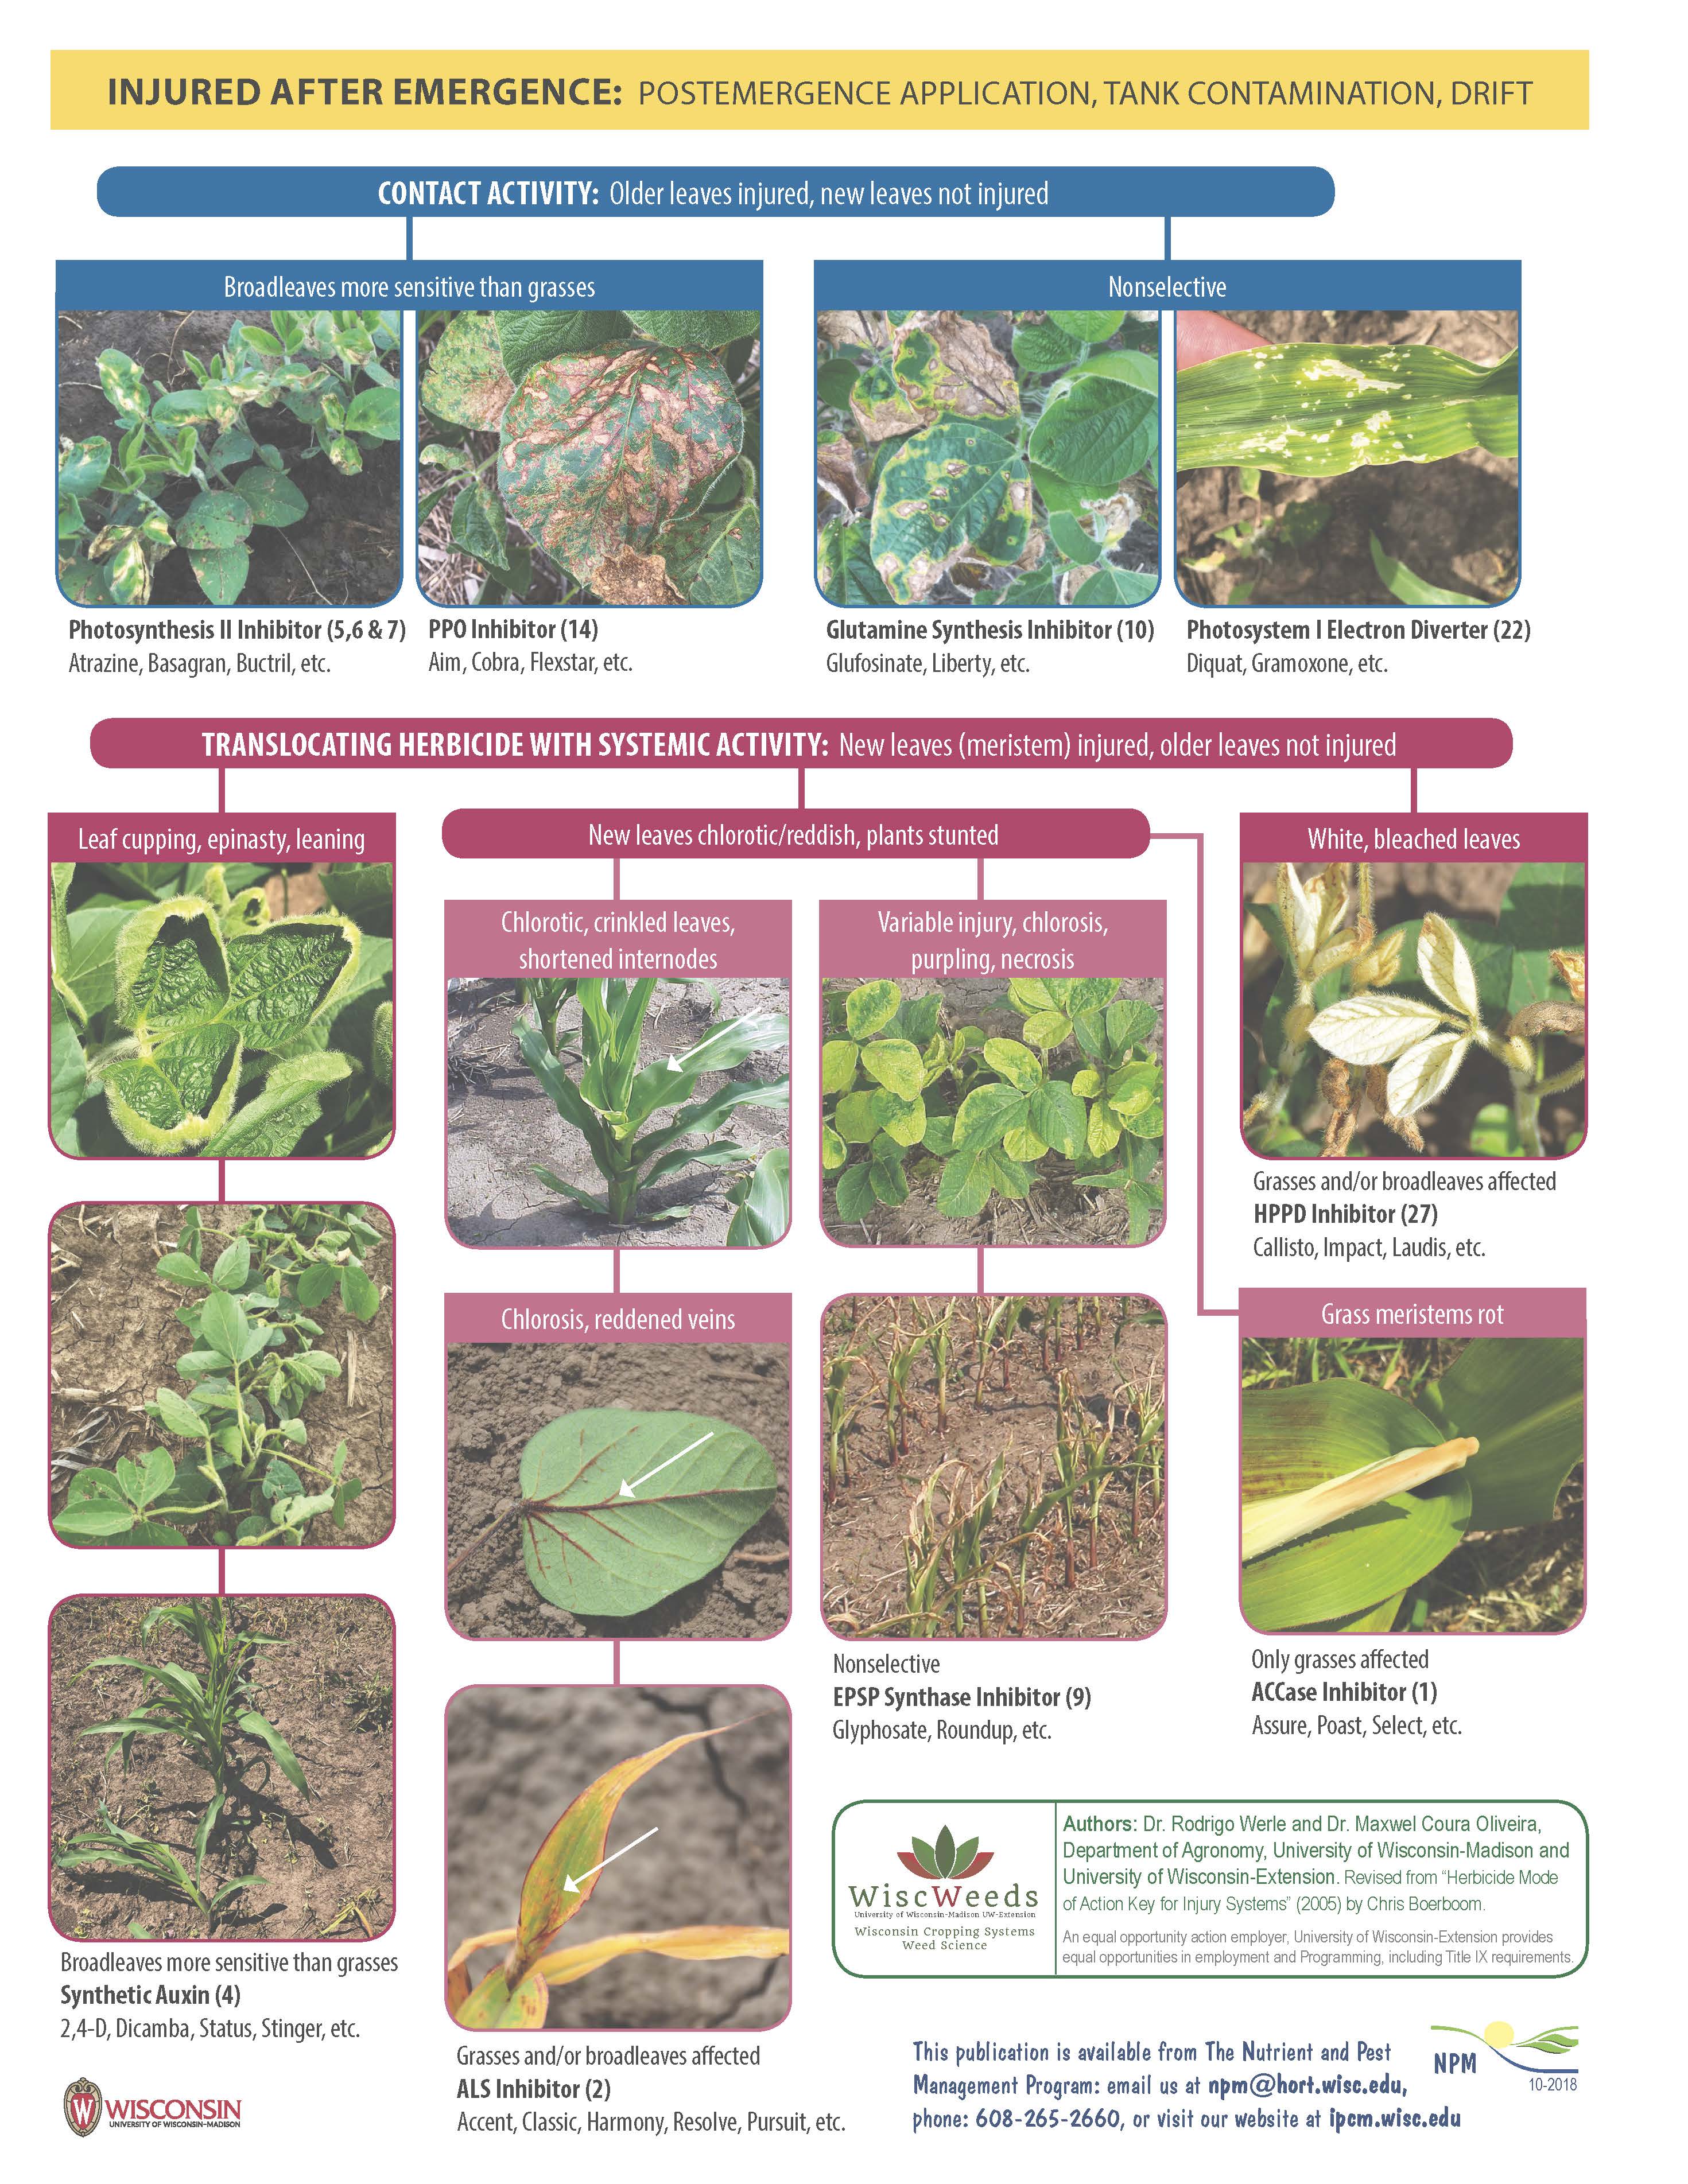 INJURED AFTER EMERGENCE: POSTEMERGENCE APPLICATION, TANK CONTAMINATION, DRIFT
CONTACT ACTIVITY: Older leaves injured, new leaves not injured
Broadleaves more sensitive than grasses
Nonselective
Photosynthesis II Inhibitor (5,6 & 7)
Atrazine, Basagran, Buctril, etc.
PPO Inhibitor (14)
Aim, Cobra, Flexstar, etc.
Glutamine Synthesis Inhibitor (10)
Glufosinate, Liberty, etc.
Photosystem I Electron Diverter (22)
Diquat, Gramoxone, etc.
TRANSLOCATING HERBICIDE WITH SYSTEMIC ACTIVITY: New leaves (meristem) injured, older leaves not injured
Leaf cupping, epinasty, leaning
Broadleaves more sensitive than grasses
Synthetic Auxin (4)
2,4-D, Dicamba, Status, Stinger, etc.
New leaves chlorotic/reddish, plants stunted
Chlorotic, crinkled leaves,
shortened internodes
Chlorosis, reddened veins
Grasses and/or broadleaves affected
ALS Inhibitor (2)
Accent, Classic, Harmony, Resolve, Pursuit, etc.
Variable injury, chlorosis,
purpling, necrosis
Nonselective
EPSP Synthase Inhibitor (9)
Glyphosate, Roundup, etc.
White, bleached leaves
Grasses and/or broadleaves affected
HPPD Inhibitor (27)
Callisto, Impact, Laudis, etc.
Grass meristems rot
Only grasses affected
ACCase Inhibitor (1)
Assure, Poast, Select, etc.
WiscWeeds
University of Wisconsin-Madison UW-Extension
Wisconsin Cropping Systems
Weed Science
Authors: Dr. Rodrigo Werle and Dr. Maxwel Coura Oliveira,
Department of Agronomy, University of Wisconsin-Madison and
University of Wisconsin-Extension. Revised from “Herbicide Mode
of Action Key for Injury Systems” (2005) by Chris Boerboom.
An equal opportunity action employer, University of Wisconsin-Extension provides
equal opportunities in employment and Programming, including Title IX requirements.
This publication is available from The Nutrient and Pest
Management Program: email us at npm@hort.wisc.edu,
phone: 608-265-2660, or visit our website at ipcm.wisc.edu
NPM
10-2018
W
WISCONSIN
UNIVERSITY OF WISCONSIN-MADISON